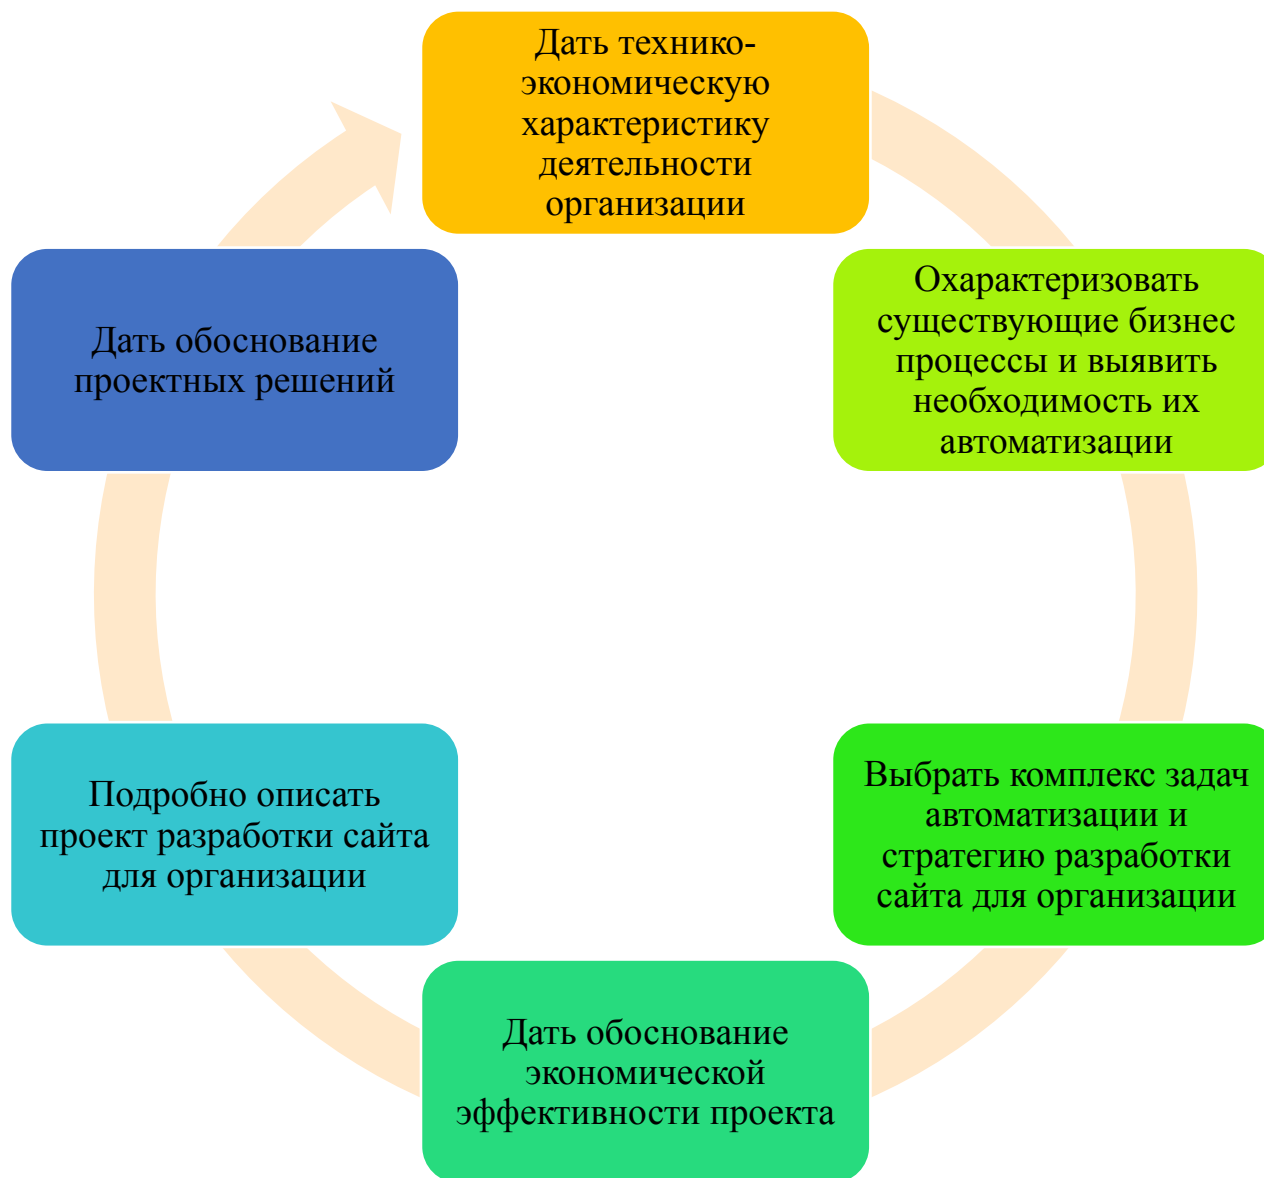 Дать технико-
экономическую
характеристику
деятельности
организации
Охарактеризовать
существующие бизнес
процессы и выявить
необходимость их
автоматизации
Выбрать комплекс задач
автоматизации и
стратегию разработки
сайта для организации
Дать обоснование
экономической
эффективности проекта
Подробно описать
проект разработки сайта
для организации
Дать обоснование
проектных решений